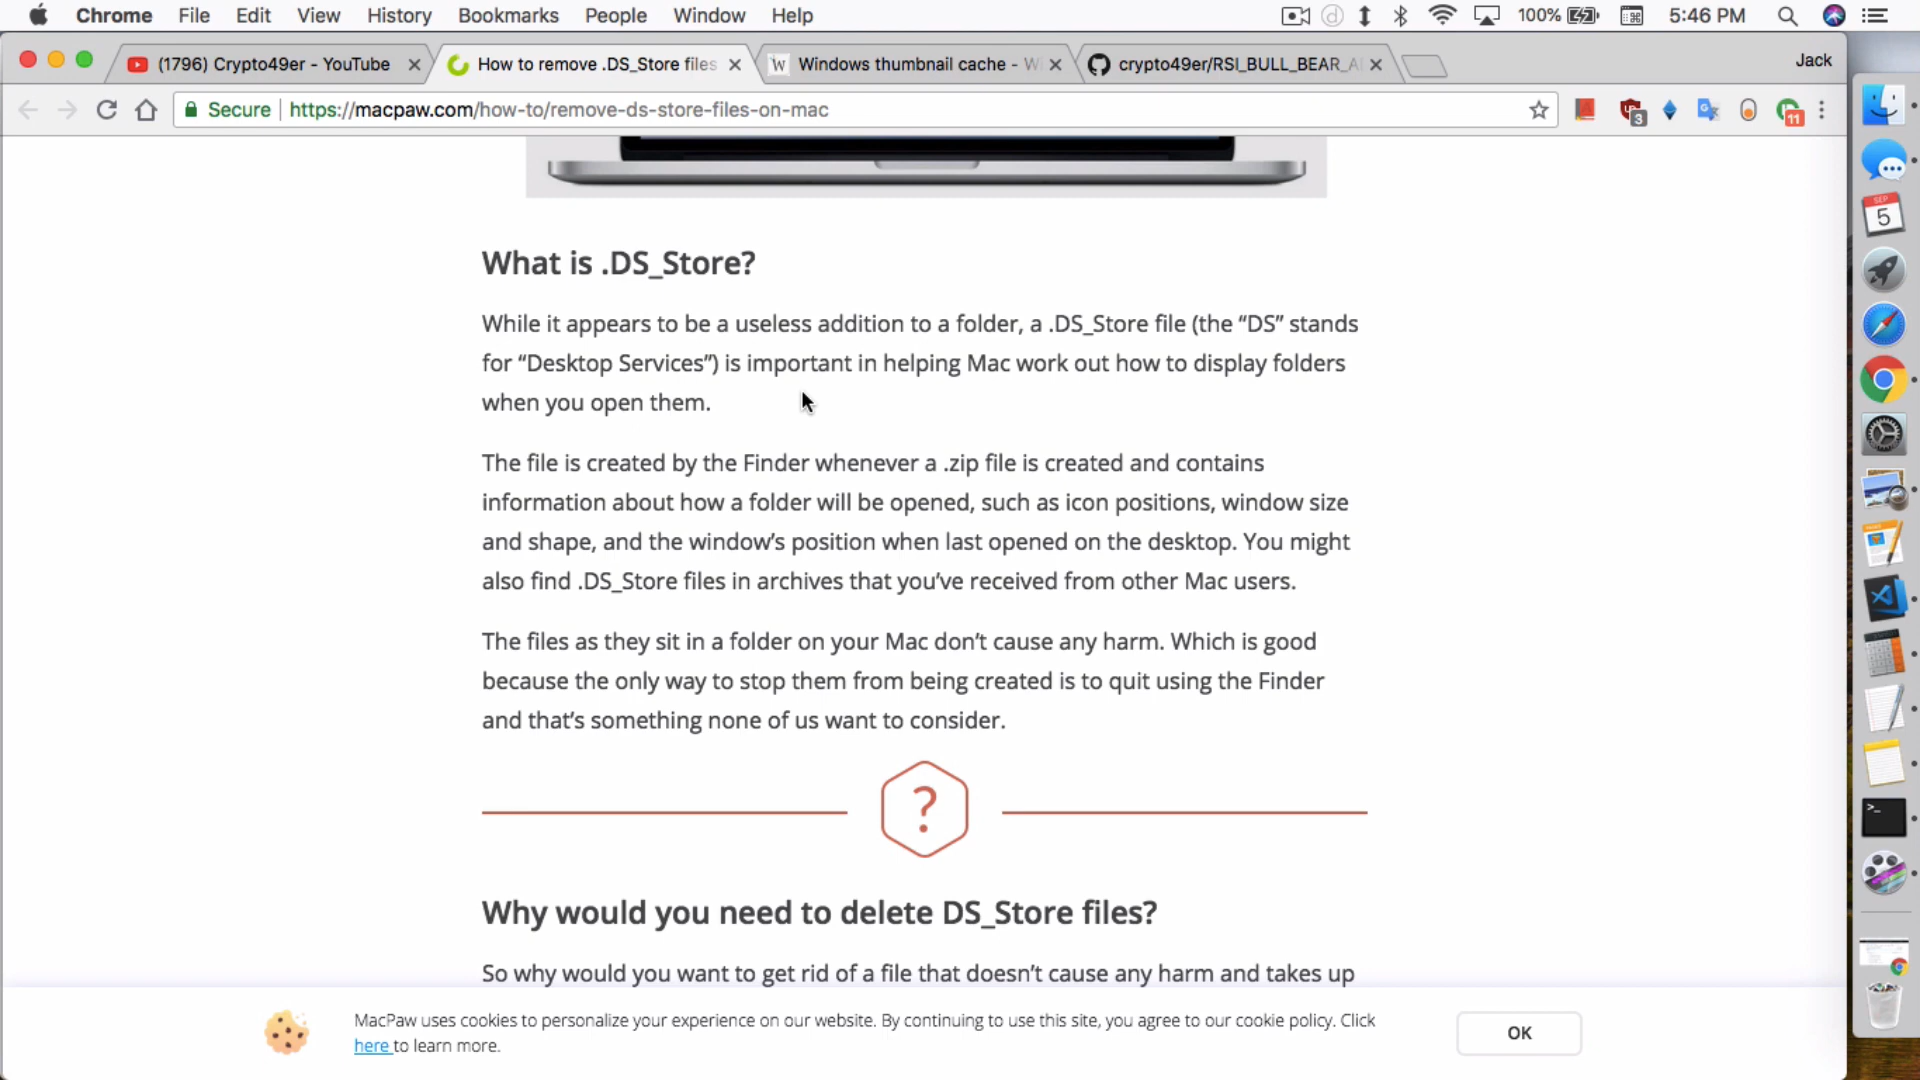 Chrome File Edit View History Bookmarks People Window Help 100% 5:46 PM
(1796) Crypto49er - YouTube
How to remove .DS_Store files
Windows thumbnail cache - W
crypto49er/RSI_BULL_BEAR_A
Jack
Secure https://macpaw.com/how-to/remove-ds-store-files-on-mac
3
11
SEP
5
What is .DS_Store?
While it appears to be a useless addition to a folder, a .DS_Store file (the “DS” stands
for “Desktop Services”) is important in helping Mac work out how to display folders
when you open them.
The file is created by the Finder whenever a .zip file is created and contains
information about how a folder will be opened, such as icon positions, window size
and shape, and the window’s position when last opened on the desktop. You might
also find .DS_Store files in archives that you’ve received from other Mac users.
The files as they sit in a folder on your Mac don’t cause any harm. Which is good
because the only way to stop them from being created is to quit using the Finder
and that’s something none of us want to consider.
?
Why would you need to delete DS_Store files?
So why would you want to get rid of a file that doesn’t cause any harm and takes up
MacPaw uses cookies to personalize your experience on our website. By continuing to use this site, you agree to our cookie policy. Click
here to learn more.
OK